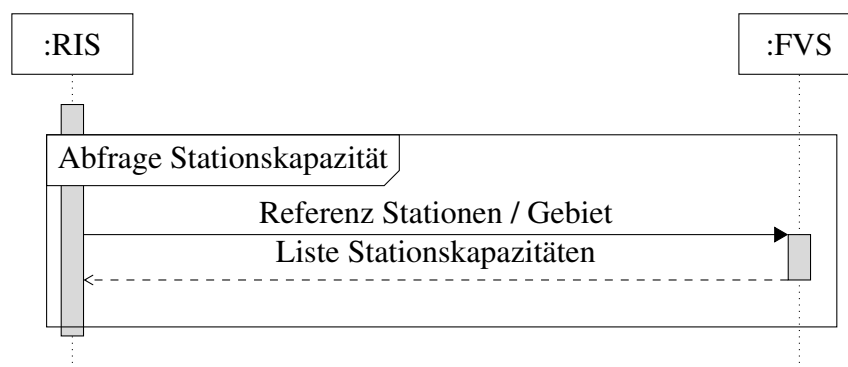 :RIS
:FVS
Abfrage Stationskapazität
Referenz Stationen / Gebiet
Liste Stationskapazitäten